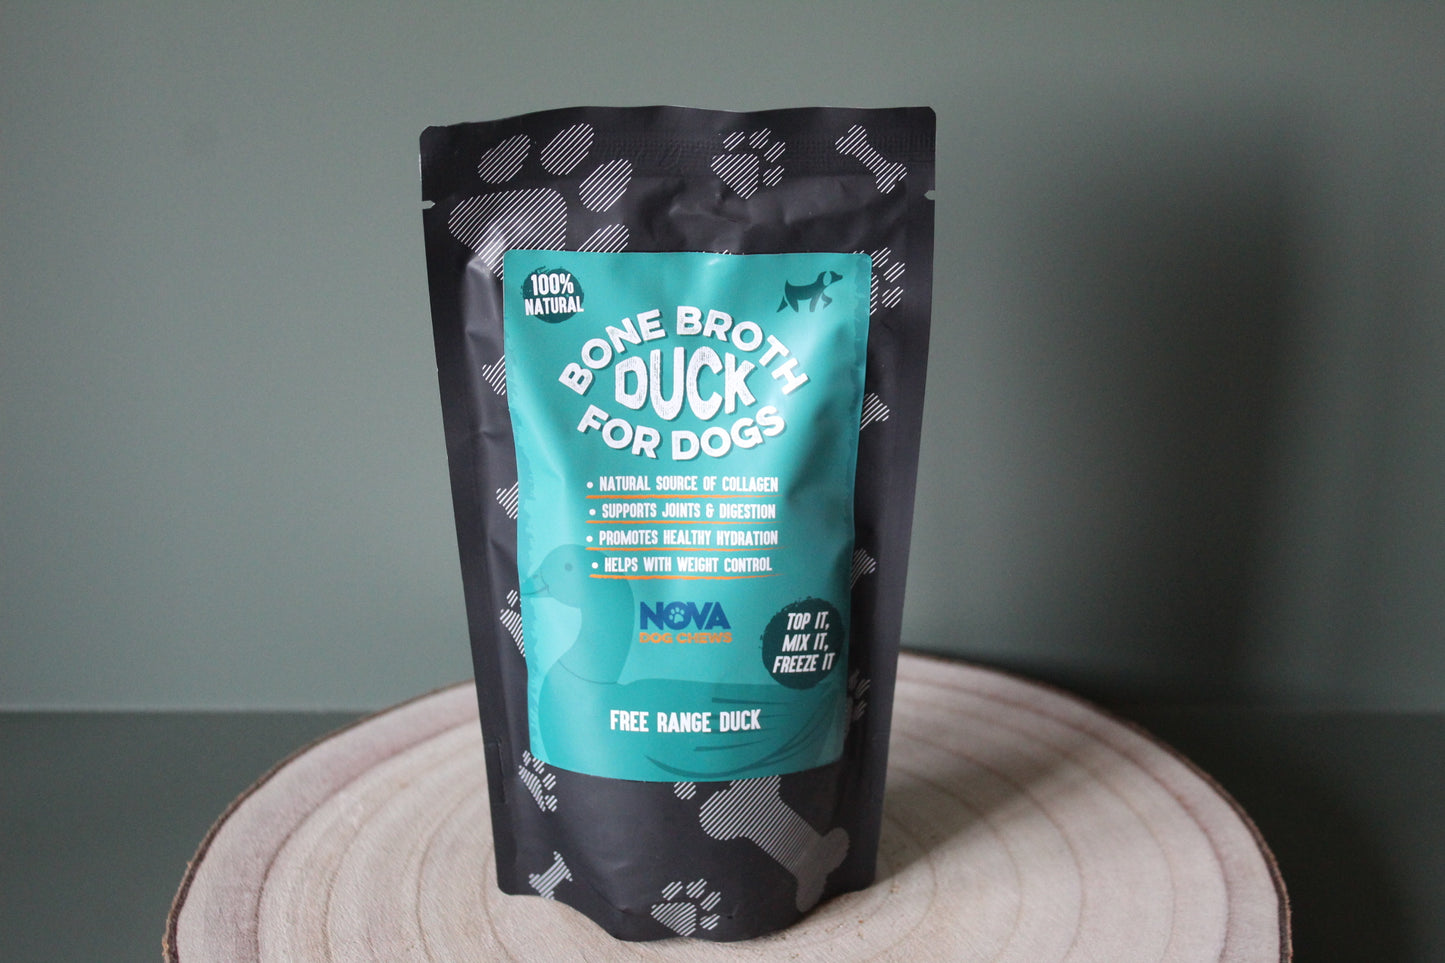 100%
NATURAL
BONE BROTH
DUCK
FOR DOGS
• NATURAL SOURCE OF COLLAGEN
• SUPPORTS JOINTS & DIGESTION
• PROMOTES HEALTHY HYDRATION
• HELPS WITH WEIGHT CONTROL
NOVA
DOG CHEWS
TOP IT,
MIX IT,
FREEZE IT
FREE RANGE DUCK